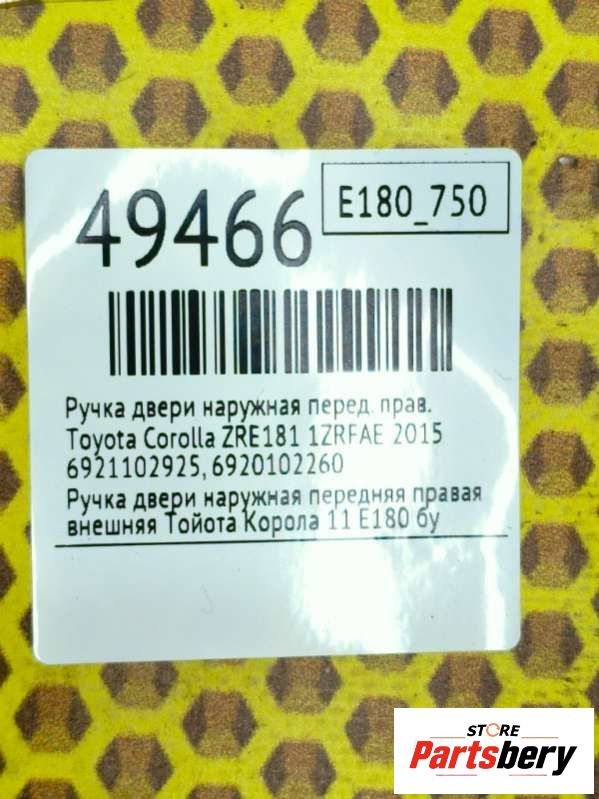 49466
E180_750
Ручка двери наружная перед. прав.
Toyota Corolla ZRE181 1ZRFAE 2015
6921102925, 6920102260
Ручка двери наружная передняя правая
внешняя Тойота Корола 11 Е180 бу
STORE
Partsbery